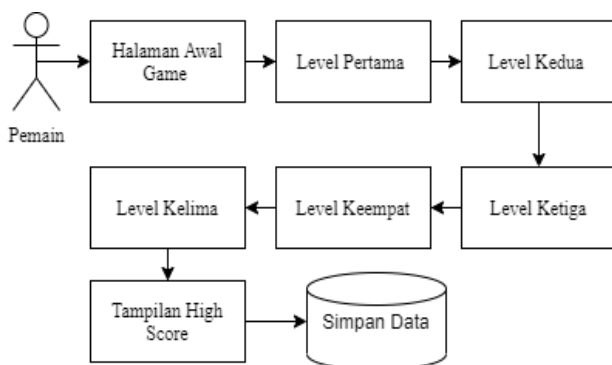 Halaman Awal
Game
Level Pertama
Level Kedua
Pemain
Level Kelima
Level Keempat
Level Ketiga
Tampilan High
Score
Simpan Data